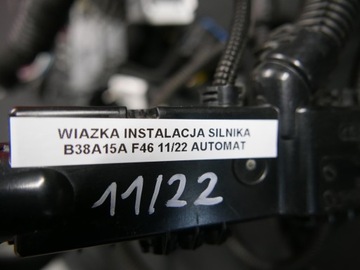 WIAZKA INSTALACJA SILNIKA
B38A15A F46 11/22 AUTOMAT
11/22